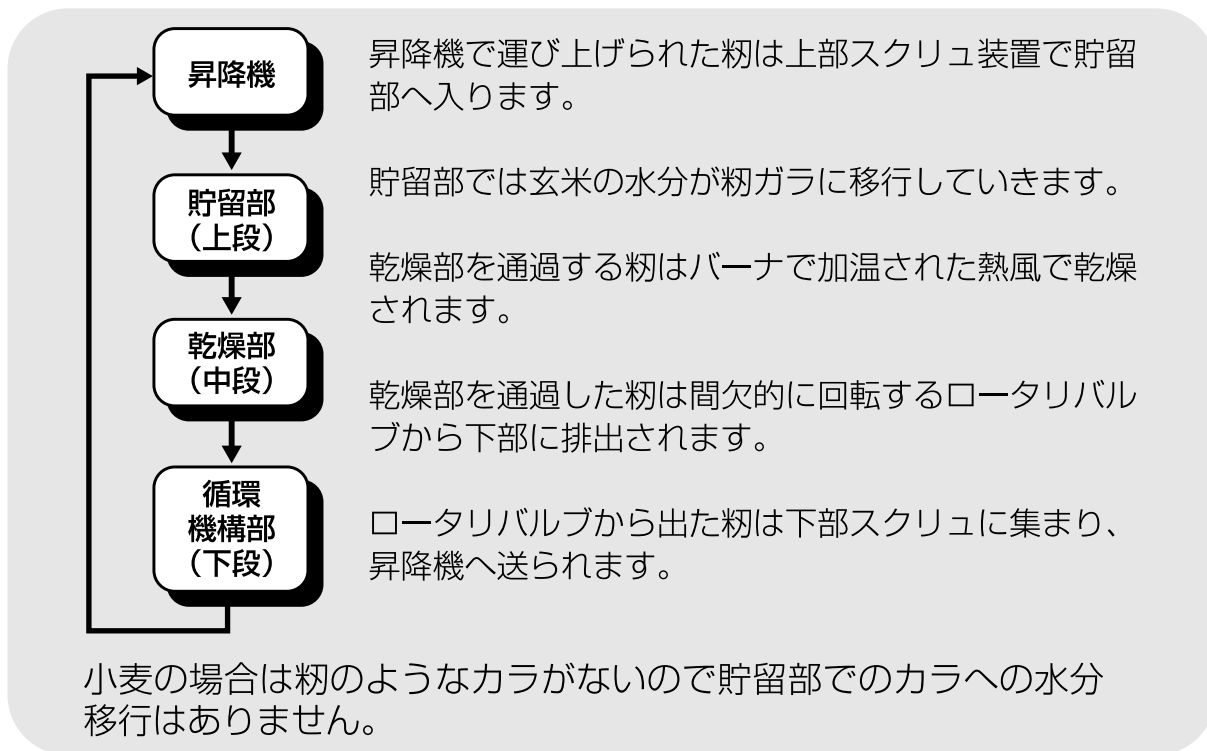 昇降機
昇降機で運び上げられた籾は上部スクリュ装置で貯留
部へ入ります。
貯留部
（上段）
貯留部では玄米の水分が籾ガラに移行していきます。
乾燥部を通過する籾はバーナで加温された熱風で乾燥
されます。
乾燥部
（中段）
乾燥部を通過した籾は間欠的に回転するロータリバル
ブから下部に排出されます。
循環
機構部
（下段）
ロータリバルブから出た籾は下部スクリュに集まり、
昇降機へ送られます。
小麦の場合は籾のようなカラがないので貯留部でのカラへの水分
移行はありません。